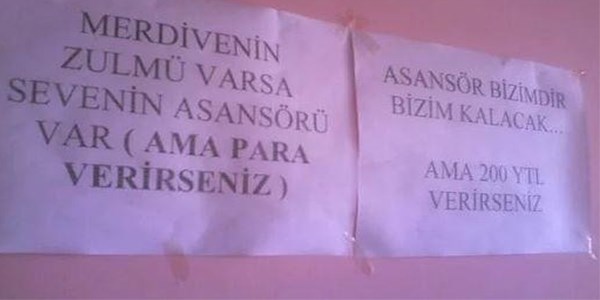 MERDİVENİN
ZULMÜ VARSA
SEVENİN ASANSÖRÜ
VAR ( AMA PARA
VERİRSENİZ )
ASANSÖR BİZİMDİR
BİZİM KALACAK...
AMA 200 YTL
VERİRSENİZ